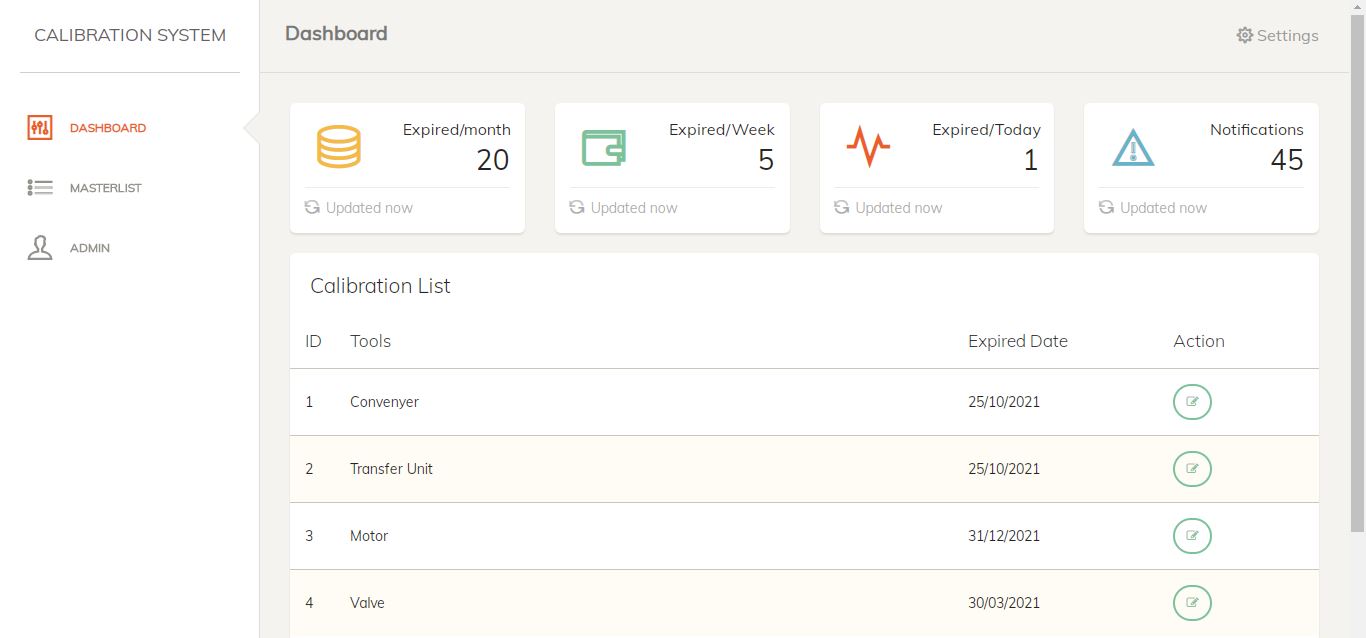 CALIBRATION SYSTEM
Dashboard
Settings
DASHBOARD
MASTERLIST
ADMIN
Expired/month
20
Updated now
Expired/Week
5
Updated now
Expired/Today
1
Updated now
Notifications
45
Updated now
Calibration List
ID Tools Expired Date Action
1 Convenyer 25/10/2021
2 Transfer Unit 25/10/2021
3 Motor 31/12/2021
4 Valve 30/03/2021